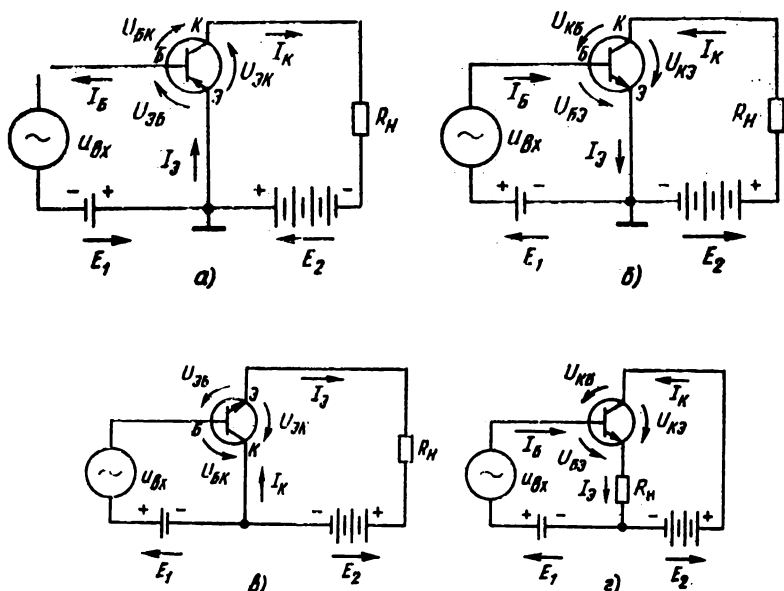 U_БК К I_К
Б U_ЭК
I_Б U_ЭБ Э
u_вх I_Э R_Н
- + + -
E_1 E_2
а)
U_КБ К I_К
Б U_КЭ
I_Б U_БЭ Э
u_вх I_Э R_Н
+ - - +
E_1 E_2
б)
U_ЭБ Э I_Э
Б U_ЭК
U_БК К
u_вх I_К R_Н
+ - - +
E_1 E_2
в)
U_КБ I_К
U_КЭ
I_Б U_БЭ
u_вх I_Э R_Н
+ - - +
E_1 E_2
г)